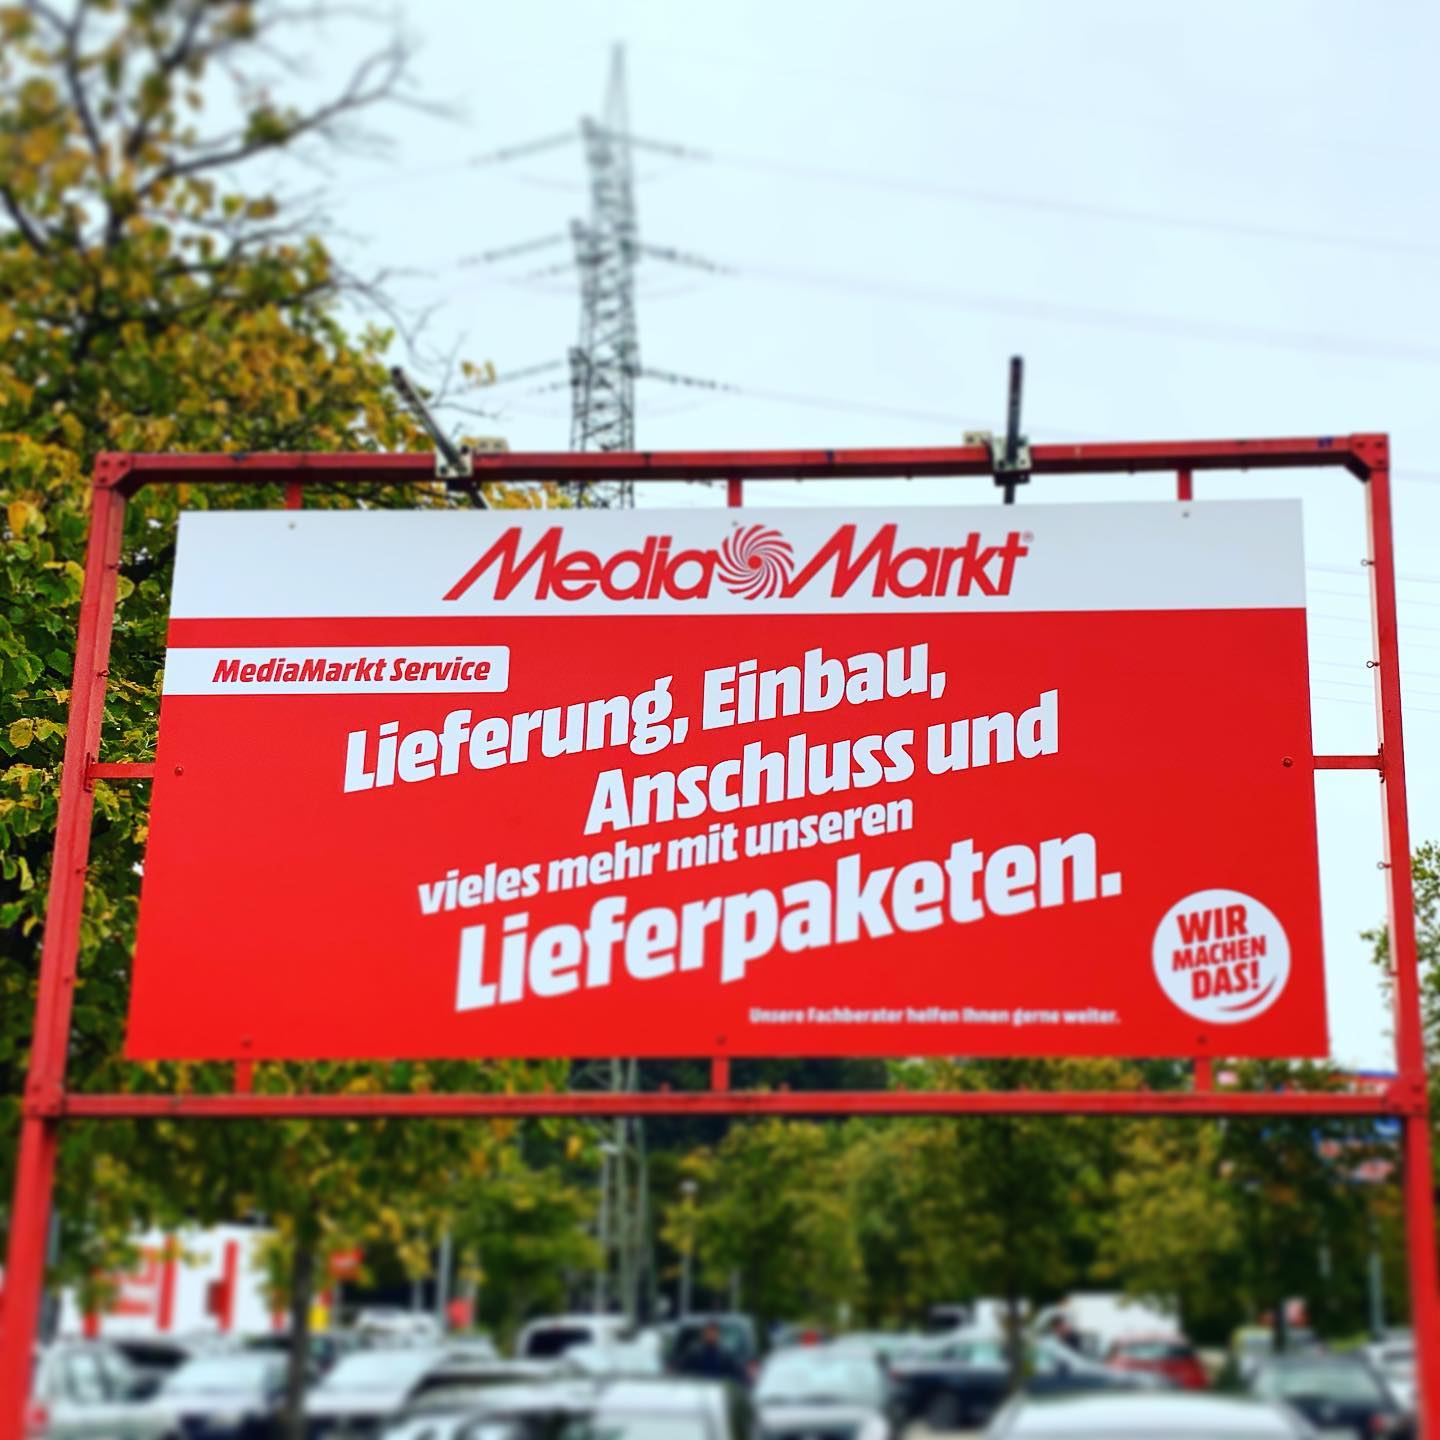 MediaMarkt®
MediaMarkt Service
Lieferung, Einbau,
Anschluss und
vieles mehr mit unseren
Lieferpaketen.
Unsere Fachberater helfen Ihnen gerne weiter.
WIR
MACHEN
DAS!